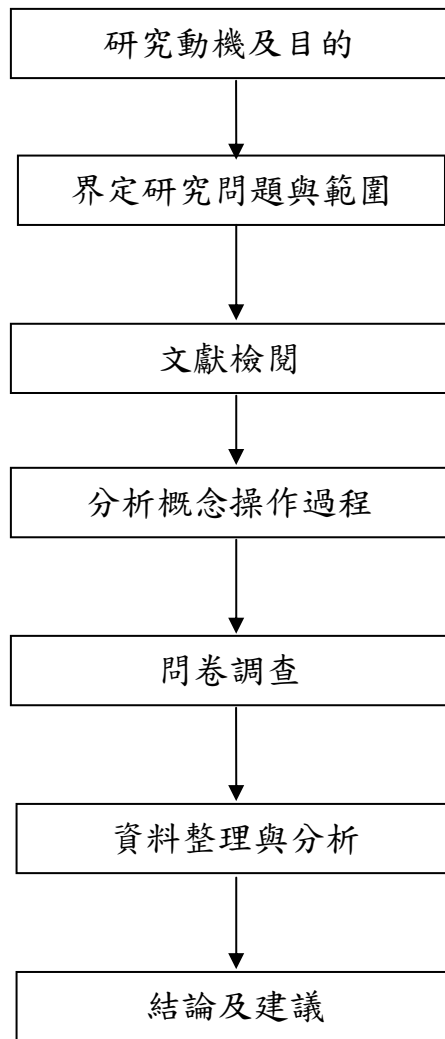 研究動機及目的
界定研究問題與範圍
文獻檢閱
分析概念操作過程
問卷調查
資料整理與分析
結論及建議